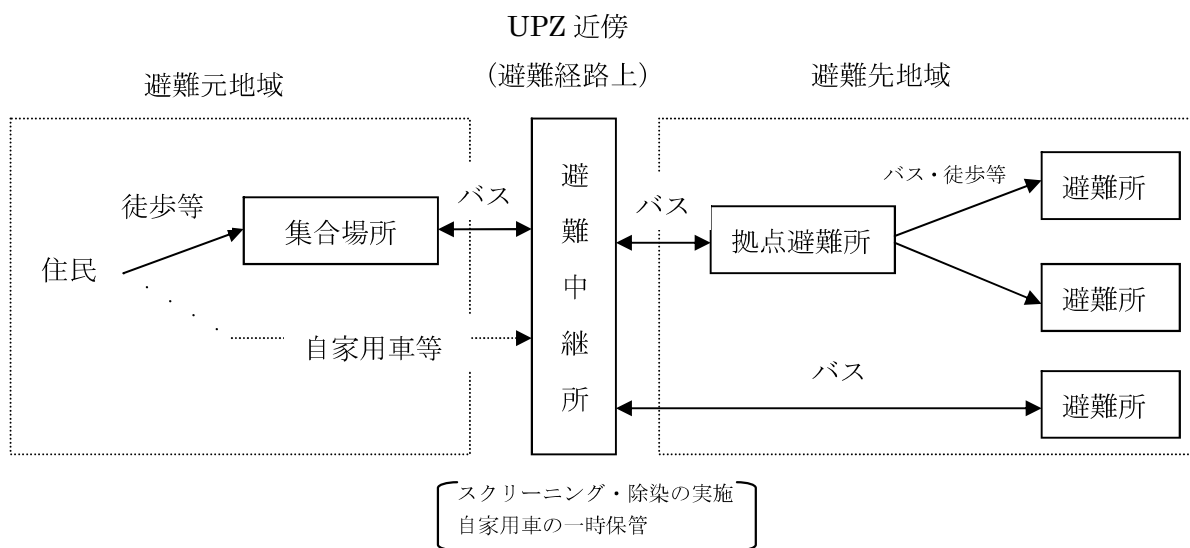 UPZ 近傍
（避難経路上）
避難元地域
避難先地域
徒歩等
集合場所
住民
自家用車等
バス
避難中継所
バス
拠点避難所
バス・徒歩等
避難所
避難所
バス
避難所
スクリーニング・除染の実施
自家用車の一時保管